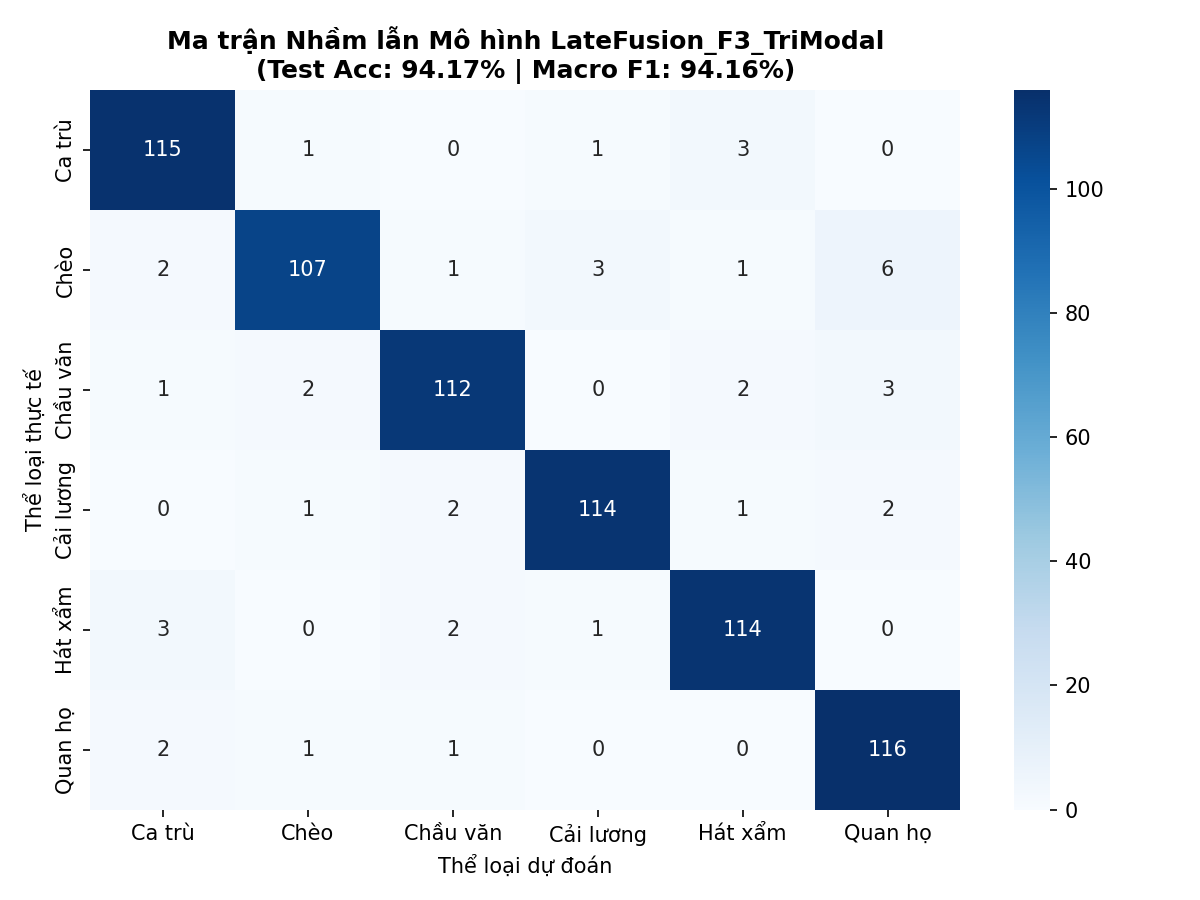 Ma trận Nhầm lẫn Mô hình LateFusion_F3_TriModal
(Test Acc: 94.17% | Macro F1: 94.16%)
Thể loại thực tế
Ca trù 115 1 0 1 3 0
Chèo 2 107 1 3 1 6
Chầu văn 1 2 112 0 2 3
Cải lương 0 1 2 114 1 2
Hát xẩm 3 0 2 1 114 0
Quan họ 2 1 1 0 0 116
Ca trù Chèo Chầu văn Cải lương Hát xẩm Quan họ
Thể loại dự đoán
100
80
60
40
20
0